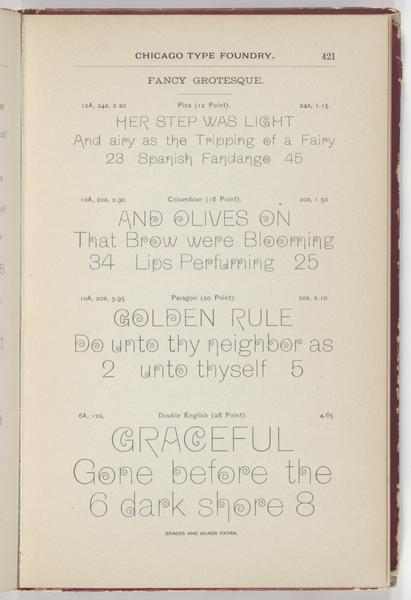 CHICAGO TYPE FOUNDRY. 421
FANCY GROTESQUE.
12A, 24a, 2.20 Pica (12 Point). 24a, 1.15
HER STEP WAS LIGHT
And airy as the Tripping of a Fairy
23 Spanish Fandango 45
10A, 20a, 2.90 Columbian (16 Point). 20a, 1 50
AND OLIVES ON
That Brow were Blooming
34 Lips Perfuming 25
10A, 20a, 3.95 Paragon (20 Point). 20a, 2.10
GOLDEN RULE
Do unto thy neighbor as
2 unto thyself 5
6A, 12a, Double English (28 Point). 4.65
GRACEFUL
Gone before the
6 dark shore 8
SPACES AND QUADS EXTRA.